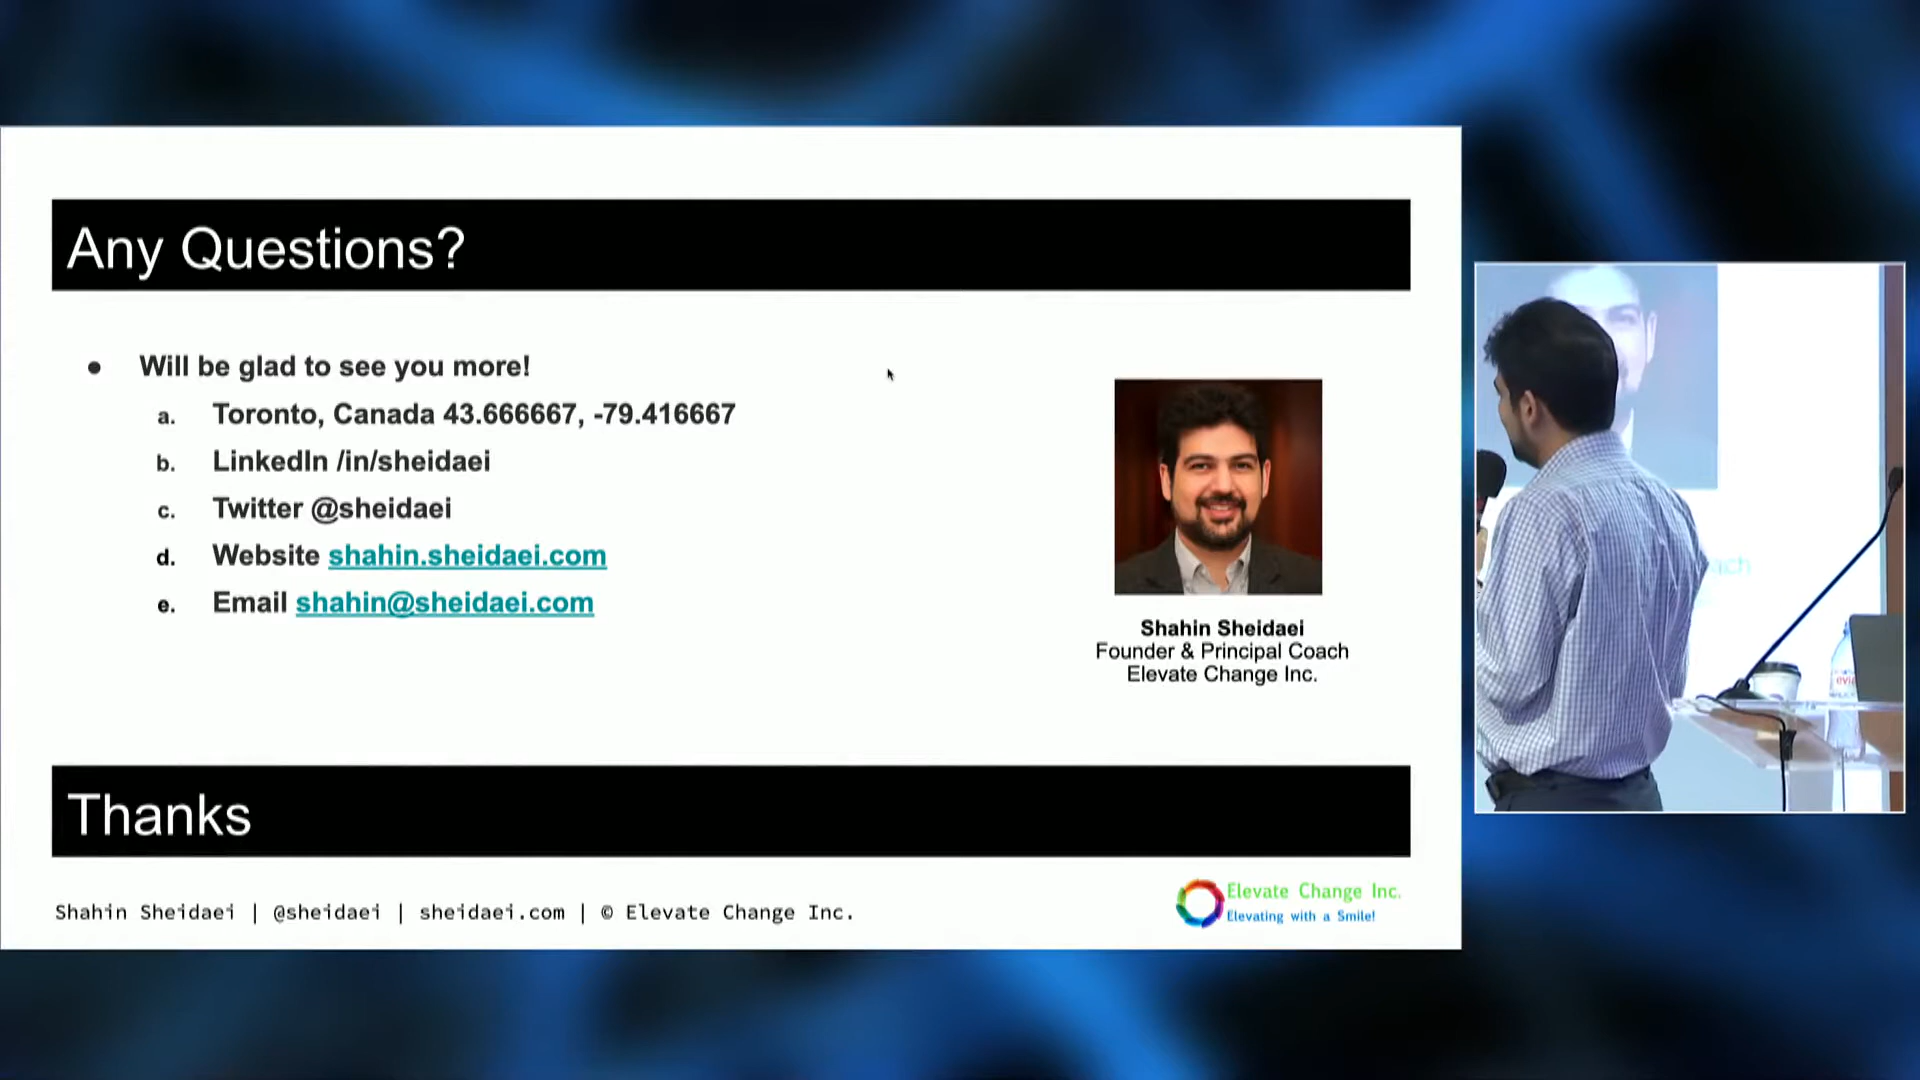 Any Questions?
● Will be glad to see you more!
a. Toronto, Canada 43.666667, -79.416667
b. LinkedIn /in/sheidaei
c. Twitter @sheidaei
d. Website shahin.sheidaei.com
e. Email shahin@sheidaei.com
Shahin Sheidaei
Founder & Principal Coach
Elevate Change Inc.
Thanks
Shahin Sheidaei | @sheidaei | sheidaei.com | © Elevate Change Inc.
Elevate Change Inc.
Elevating with a Smile!